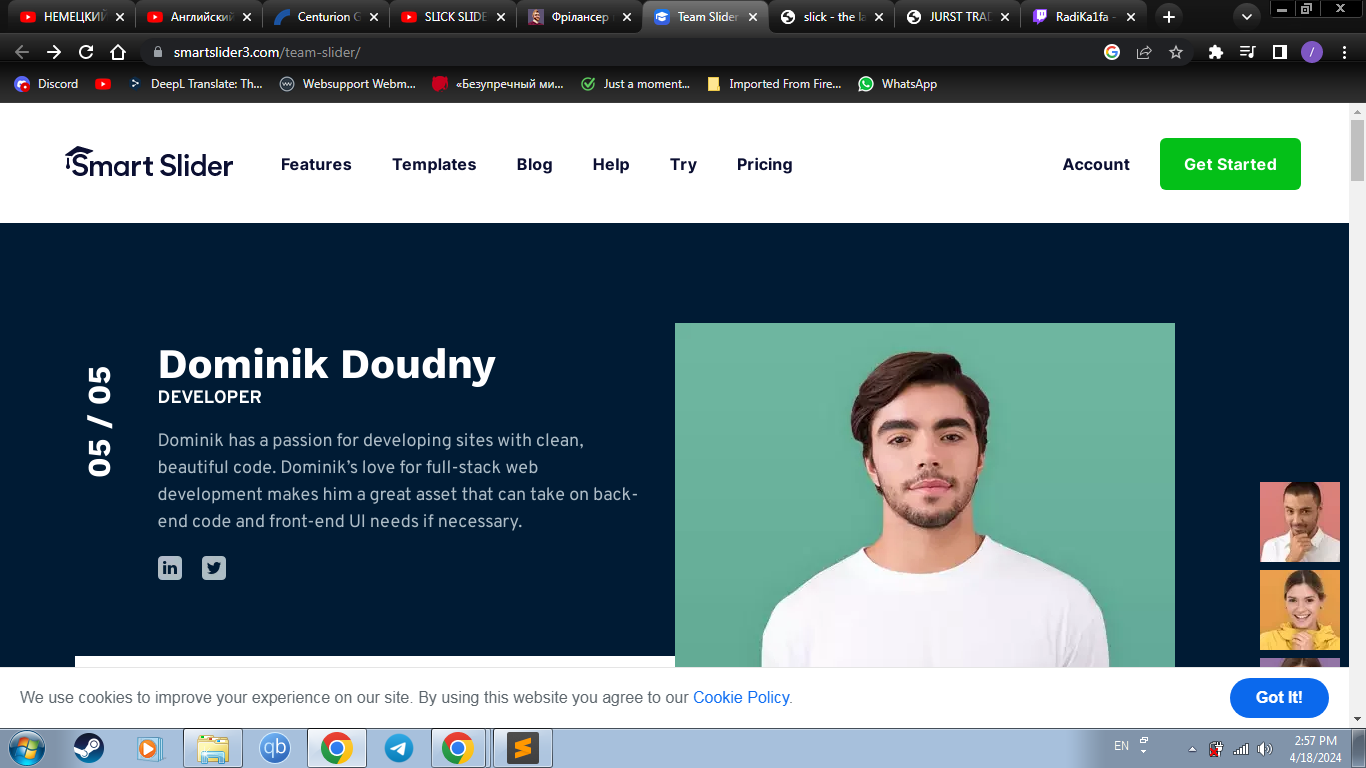 НЕМЕЦКИЙ
Английский
Centurion G
SLICK SLIDE
Фрілансер
Team Slider
slick - the la
JURST TRAD
RadiKa1fa -
smartslider3.com/team-slider/
Discord
DeepL Translate: Th...
Websupport Webm...
«Безупречный ми...
Just a moment...
Imported From Fire...
WhatsApp
Smart Slider
Features
Templates
Blog
Help
Try
Pricing
Account
Get Started
05 / 05
Dominik Doudny
DEVELOPER
Dominik has a passion for developing sites with clean,
beautiful code. Dominik’s love for full-stack web
development makes him a great asset that can take on back-
end code and front-end UI needs if necessary.
in
We use cookies to improve your experience on our site. By using this website you agree to our Cookie Policy.
Got It!
qb
EN
2:57 PM
4/18/2024